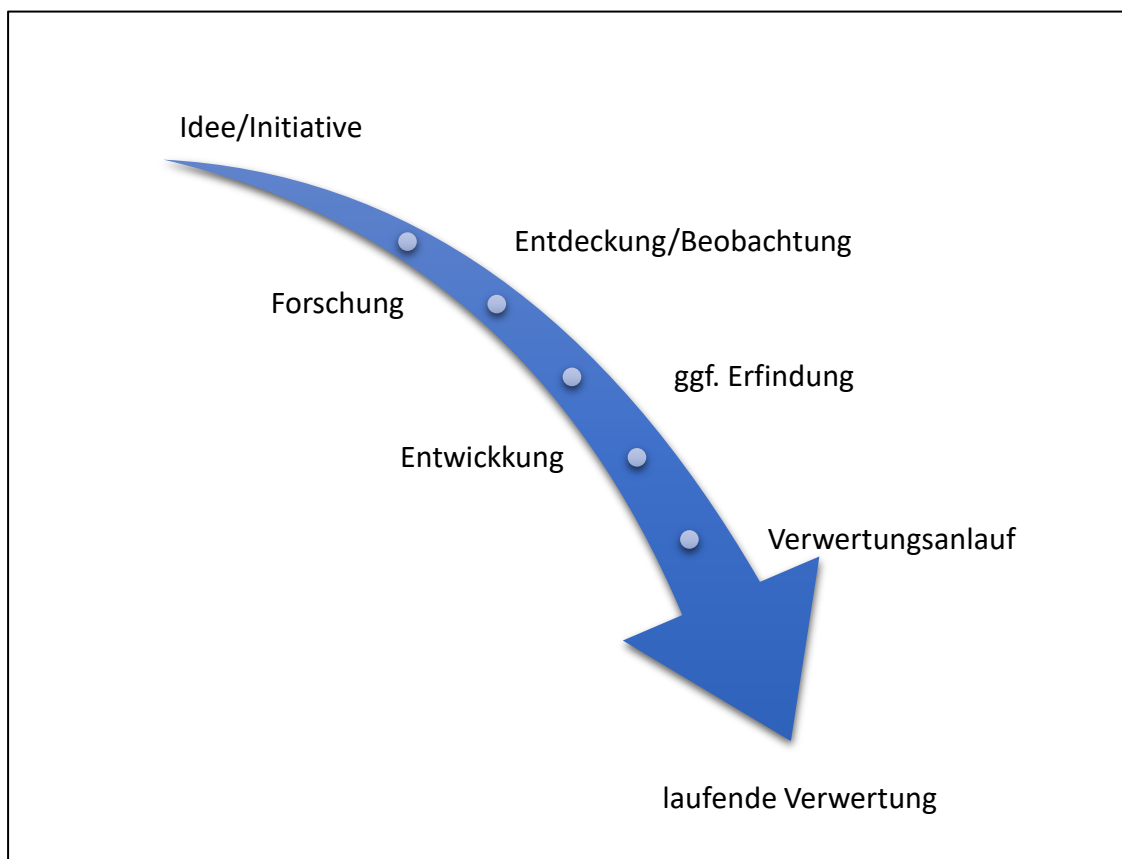 Idee/Initiative
Entdeckung/Beobachtung
Forschung
ggf. Erfindung
Entwickkung
Verwertungsanlauf
laufende Verwertung